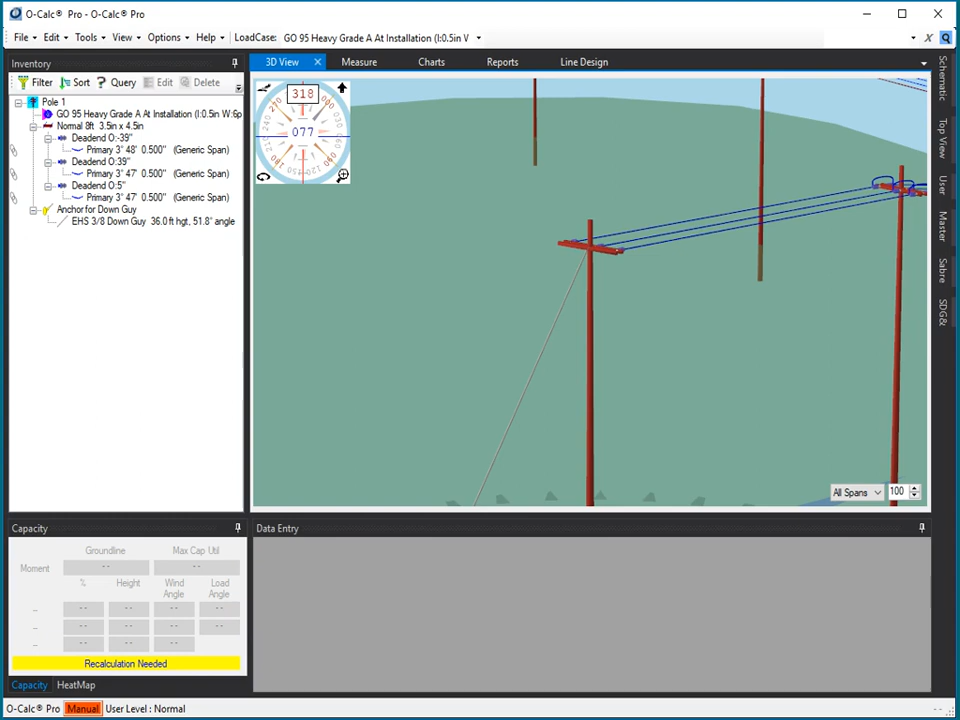 O-Calc® Pro - O-Calc® Pro
File Edit Tools View Options Help LoadCase: GO 95 Heavy Grade A At Installation (I:0.5in V
Inventory
Filter Sort Query Edit Delete
Pole 1
GO 95 Heavy Grade A At Installation (I:0.5in W:6p
Normal 8ft 3.5in x 4.5in
Deadend O:-39"
Primary 3" 48' 0.500" (Generic Span)
Deadend O:39"
Primary 3" 47' 0.500" (Generic Span)
Deadend O:5"
Primary 3" 47' 0.500" (Generic Span)
Anchor for Down Guy
EHS 3/8 Down Guy 36.0ft hgt, 51.8° angle
3D View Measure Charts Reports Line Design
318
077
All Spans 100
Schematic
Top View
User
Master
Sabre
SDG&
Capacity
Groundline Max Cap Util
Moment -- --
% Height Wind Angle Load Angle
-- -- -- -- --
-- -- -- -- --
-- -- -- --
Recalculation Needed
Capacity HeatMap
Data Entry
O-Calc® Pro Manual User Level : Normal
--